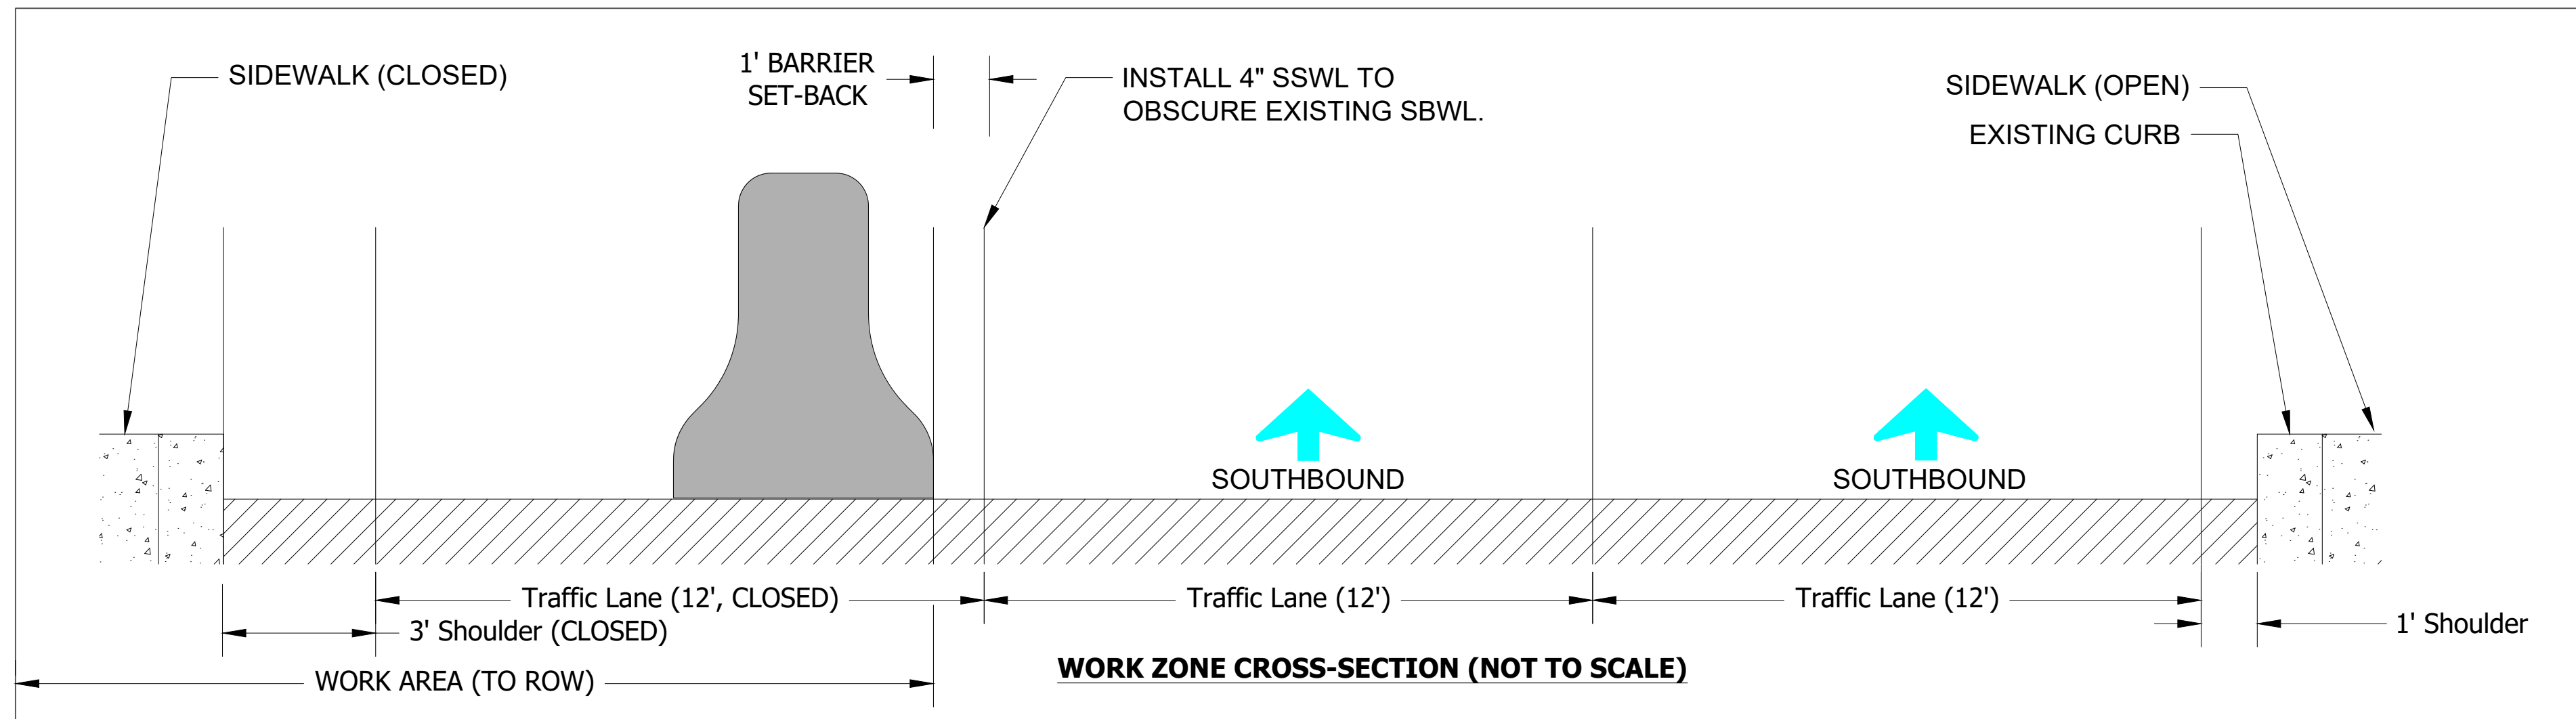 SIDEWALK (CLOSED)
1' BARRIER
SET-BACK
INSTALL 4" SSWL TO
OBSCURE EXISTING SBWL.
SIDEWALK (OPEN)
EXISTING CURB
SOUTHBOUND
SOUTHBOUND
Traffic Lane (12', CLOSED)
Traffic Lane (12')
Traffic Lane (12')
3' Shoulder (CLOSED)
1' Shoulder
WORK AREA (TO ROW)
WORK ZONE CROSS-SECTION (NOT TO SCALE)